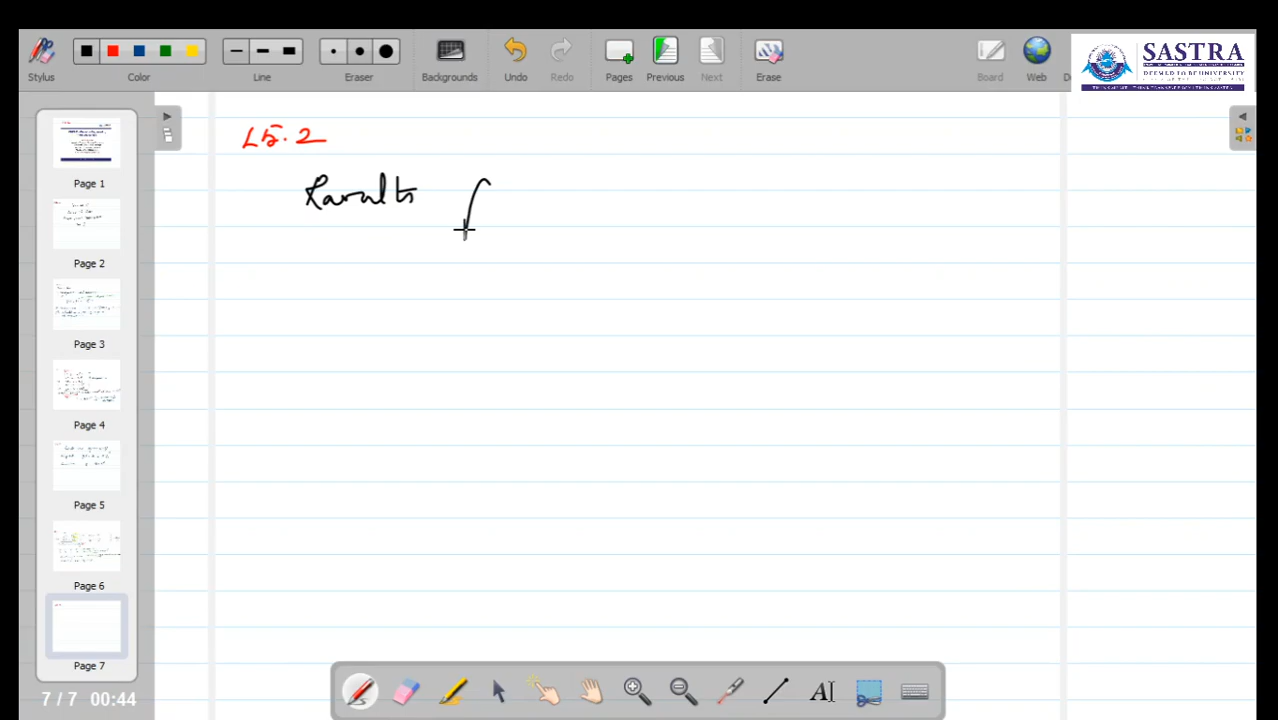 Stylus
Color
Line
Eraser
Backgrounds
Undo
Redo
Pages
Previous
Next
Erase
Board
Web
SASTRA
DEEMED TO BE UNIVERSITY
L5.2
Results
Page 1
Page 2
Page 3
Page 4
Page 5
Page 6
Page 7
7 / 7 00:44